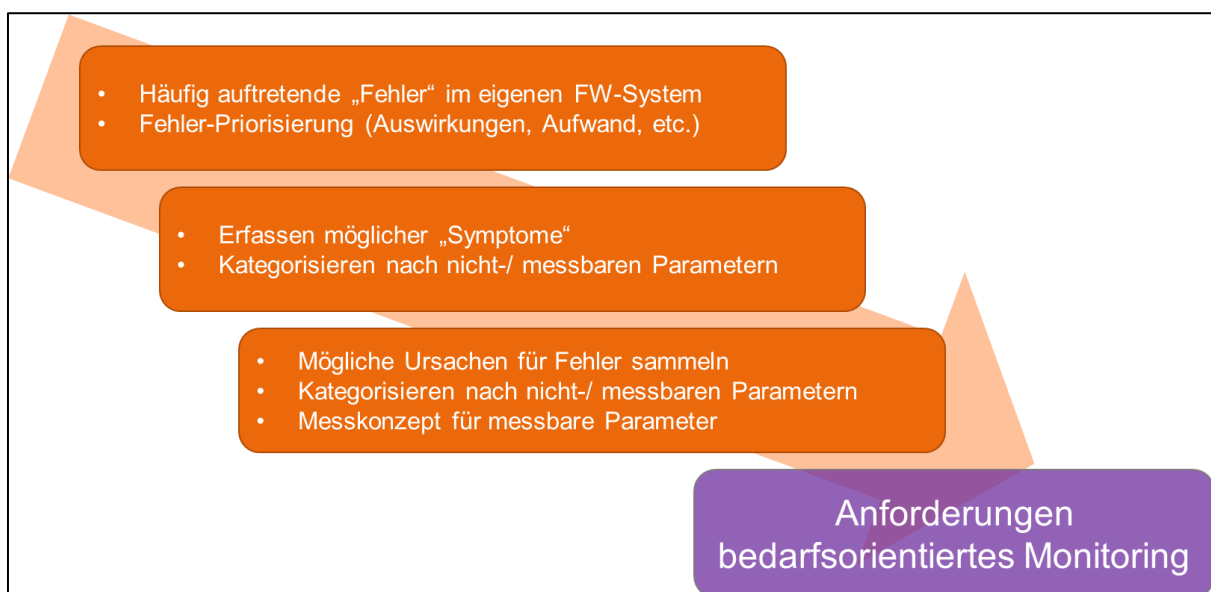 • Häufig auftretende „Fehler“ im eigenen FW-System
• Fehler-Priorisierung (Auswirkungen, Aufwand, etc.)
• Erfassen möglicher „Symptome“
• Kategorisieren nach nicht-/ messbaren Parametern
• Mögliche Ursachen für Fehler sammeln
• Kategorisieren nach nicht-/ messbaren Parametern
• Messkonzept für messbare Parameter
Anforderungen
bedarfsorientiertes Monitoring